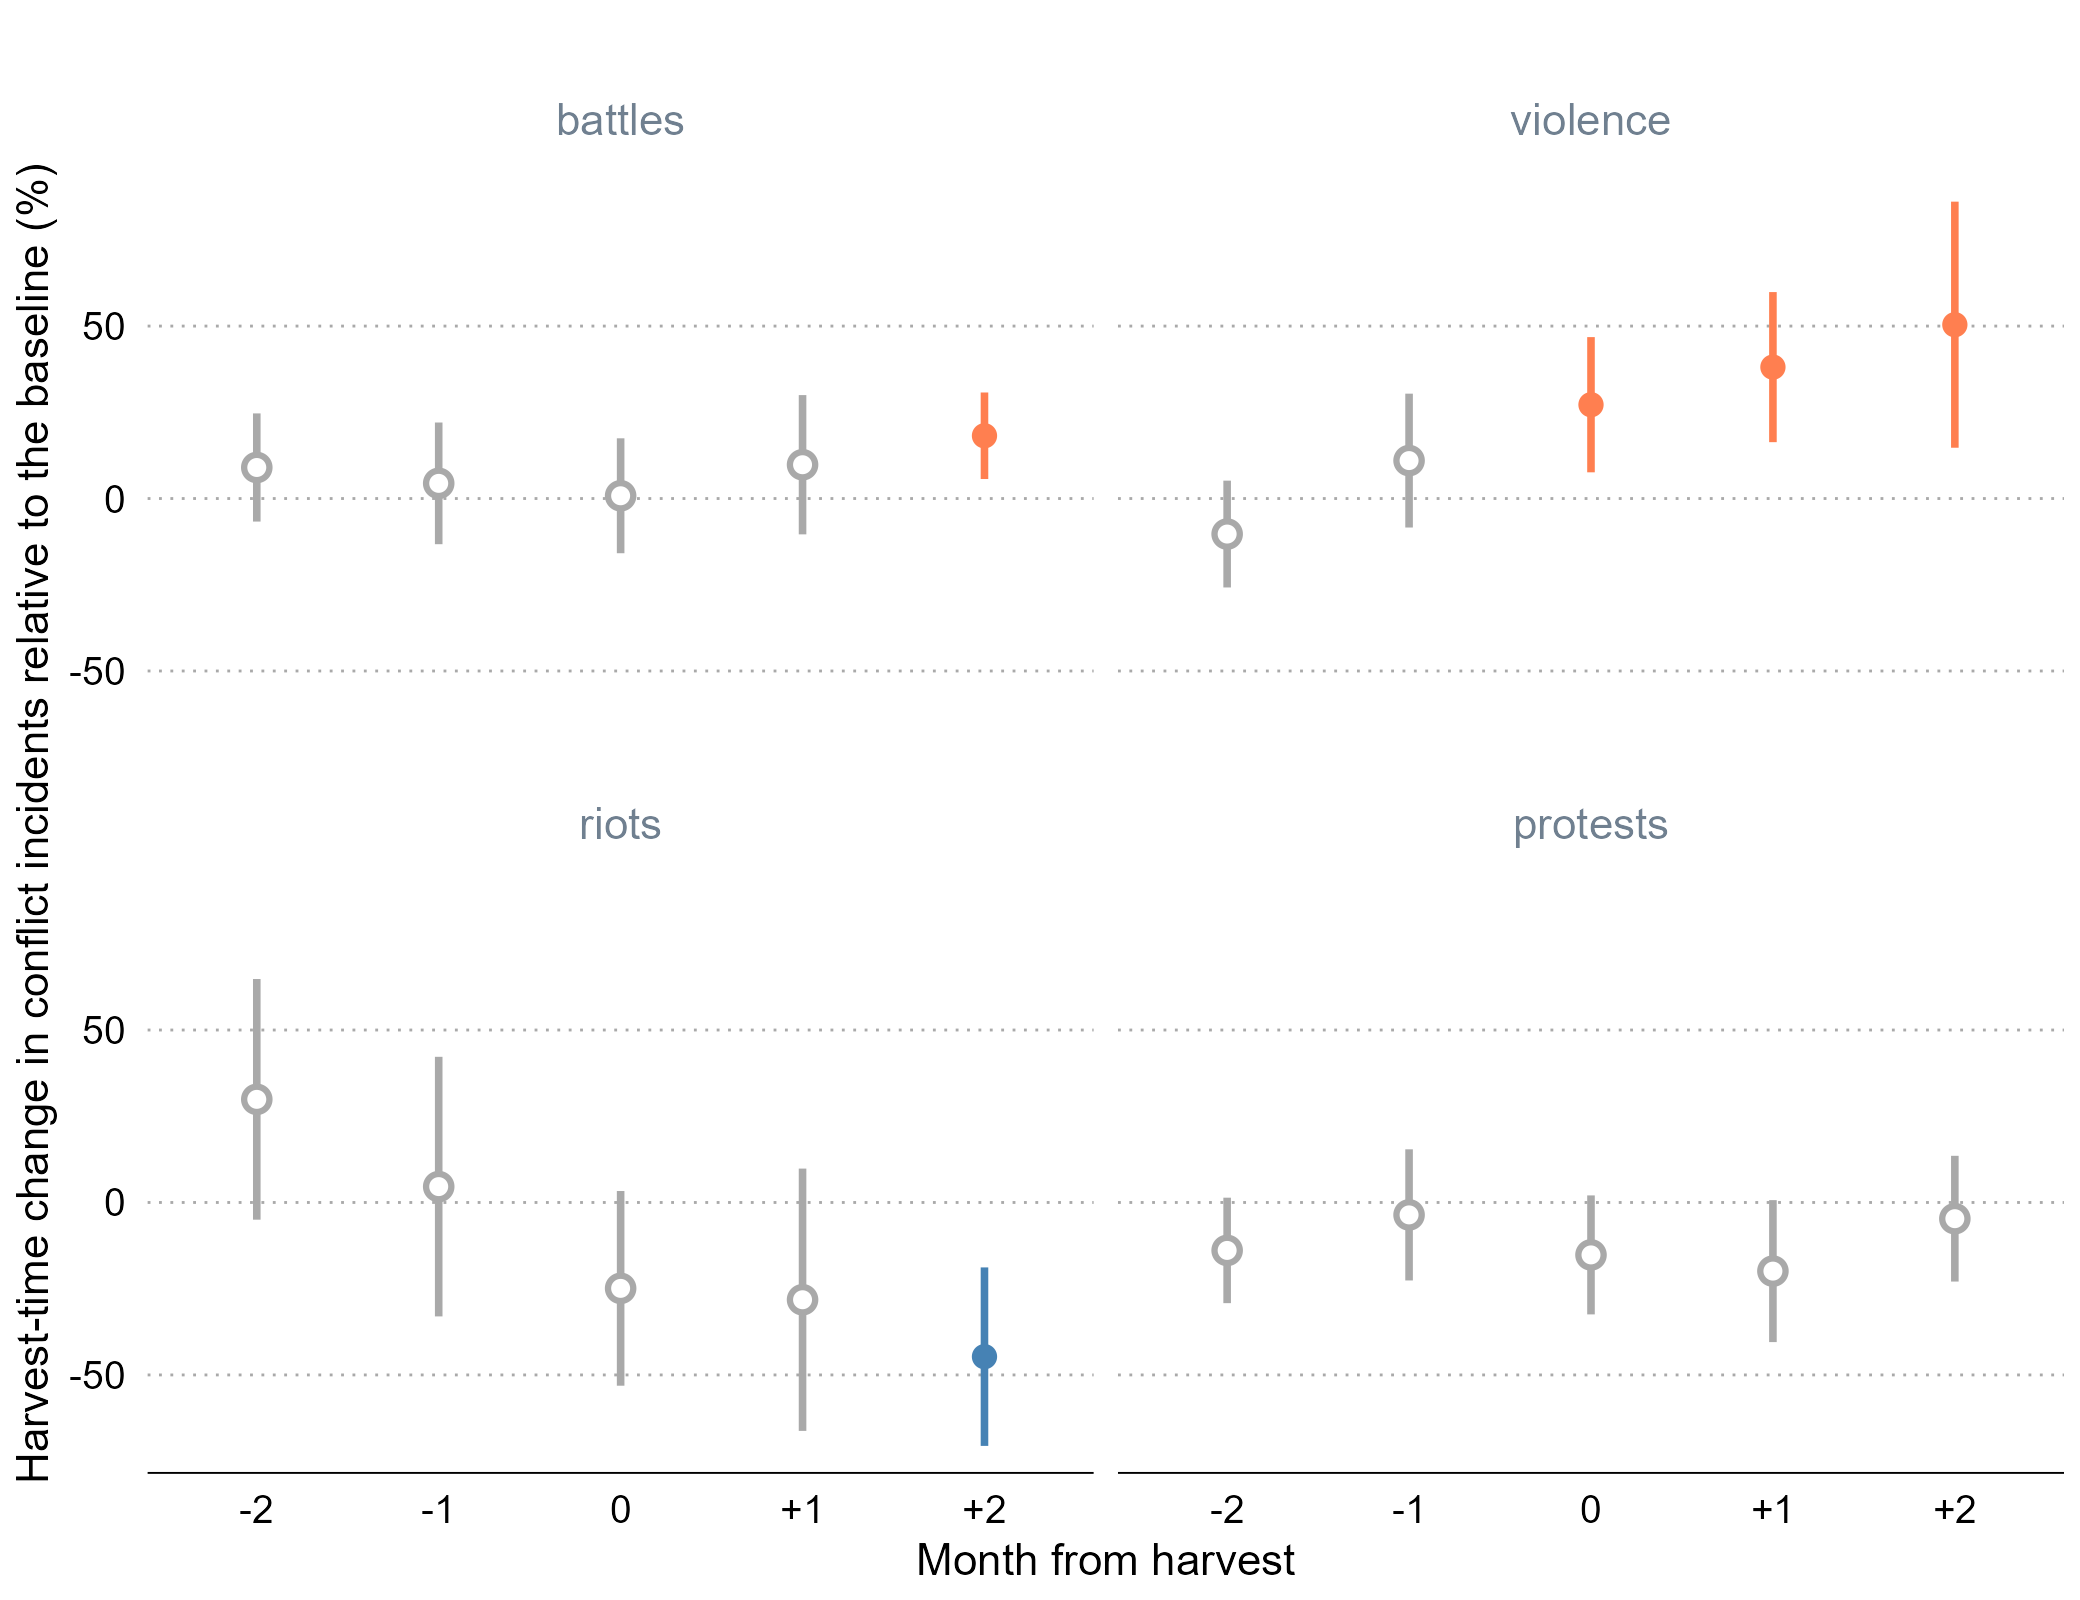 Harvest-time change in conflict incidents relative to the baseline (%)
battles
violence
50
0
-50
riots
protests
50
0
-50
-2 -1 0 +1 +2 -2 -1 0 +1 +2
Month from harvest